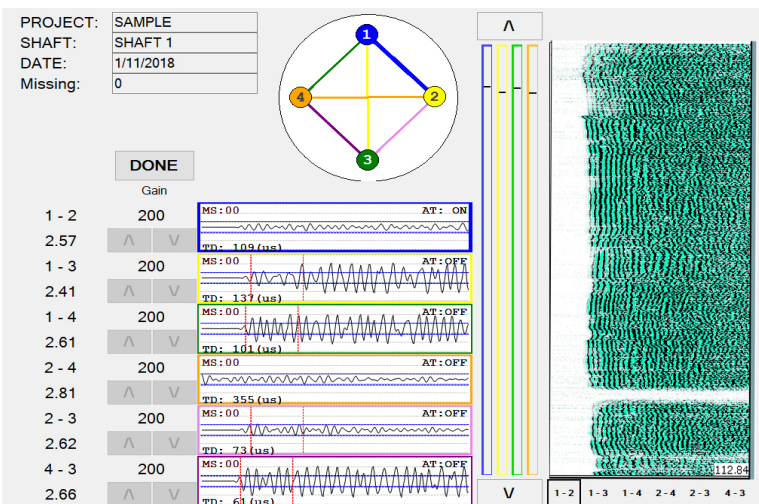 PROJECT: SAMPLE
SHAFT: SHAFT 1
DATE: 1/11/2018
Missing: 0
1
2
3
4
DONE
Gain
1 - 2 200
2.57
MS:00 AT: ON
TD: 109(us)
1 - 3 200
2.41
MS:00 AT:OFF
TD: 137(us)
1 - 4 200
2.61
MS:00 AT:OFF
TD: 101(us)
2 - 4 200
2.81
MS:00 AT:OFF
TD: 355(us)
2 - 3 200
2.62
MS:00 AT:OFF
TD: 73(us)
4 - 3 200
2.66
MS:00 AT:OFF
TD: 61(us)
112.84
1 - 2 1 - 3 1 - 4 2 - 4 2 - 3 4 - 3